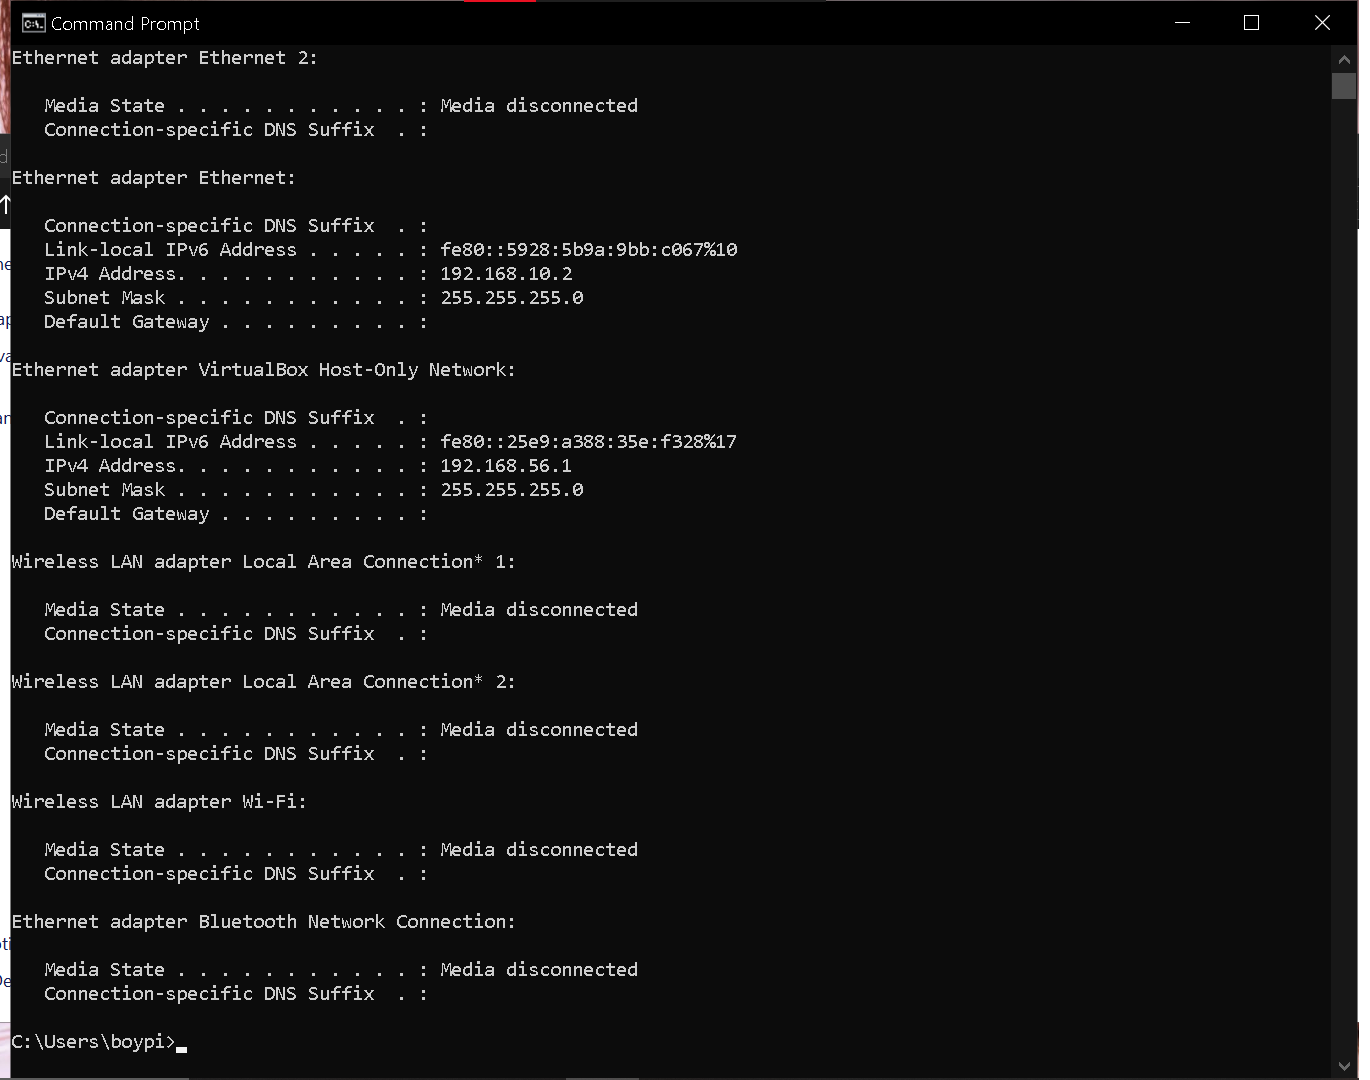 Command Prompt
Ethernet adapter Ethernet 2:
Media State . . . . . . . . . . . : Media disconnected
Connection-specific DNS Suffix  . :
Ethernet adapter Ethernet:
Connection-specific DNS Suffix  . :
Link-local IPv6 Address . . . . . : fe80::5928:5b9a:9bb:c067%10
IPv4 Address. . . . . . . . . . . : 192.168.10.2
Subnet Mask . . . . . . . . . . . : 255.255.255.0
Default Gateway . . . . . . . . . :
Ethernet adapter VirtualBox Host-Only Network:
Connection-specific DNS Suffix  . :
Link-local IPv6 Address . . . . . : fe80::25e9:a388:35e:f328%17
IPv4 Address. . . . . . . . . . . : 192.168.56.1
Subnet Mask . . . . . . . . . . . : 255.255.255.0
Default Gateway . . . . . . . . . :
Wireless LAN adapter Local Area Connection* 1:
Media State . . . . . . . . . . . : Media disconnected
Connection-specific DNS Suffix  . :
Wireless LAN adapter Local Area Connection* 2:
Media State . . . . . . . . . . . : Media disconnected
Connection-specific DNS Suffix  . :
Wireless LAN adapter Wi-Fi:
Media State . . . . . . . . . . . : Media disconnected
Connection-specific DNS Suffix  . :
Ethernet adapter Bluetooth Network Connection:
Media State . . . . . . . . . . . : Media disconnected
Connection-specific DNS Suffix  . :
C:\Users\boypi>